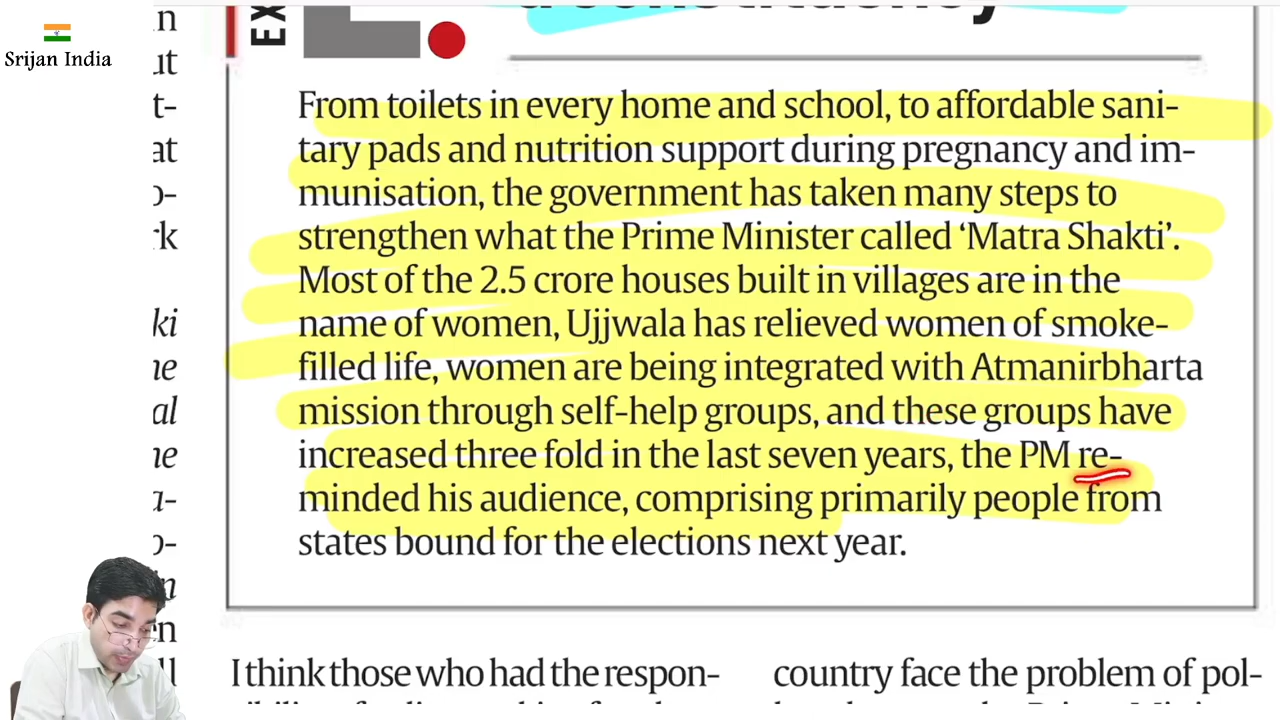 Srijan India
EX
a constituency
From toilets in every home and school, to affordable sani-
tary pads and nutrition support during pregnancy and im-
munisation, the government has taken many steps to
strengthen what the Prime Minister called ‘Matra Shakti’.
Most of the 2.5 crore houses built in villages are in the
name of women, Ujjwala has relieved women of smoke-
filled life, women are being integrated with Atmanirbharta
mission through self-help groups, and these groups have
increased three fold in the last seven years, the PM re-
minded his audience, comprising primarily people from
states bound for the elections next year.
I think those who had the respon-
country face the problem of pol-